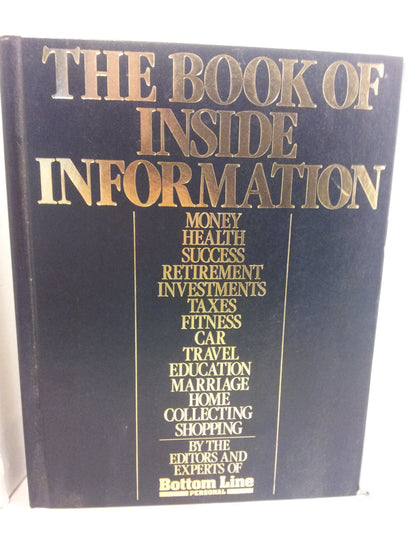 THE BOOK OF
INSIDE
INFORMATION
MONEY
HEALTH
SUCCESS
RETIREMENT
INVESTMENTS
TAXES
FITNESS
CAR
TRAVEL
EDUCATION
MARRIAGE
HOME
COLLECTING
SHOPPING
BY THE
EDITORS AND
EXPERTS OF
Bottom Line
PERSONAL